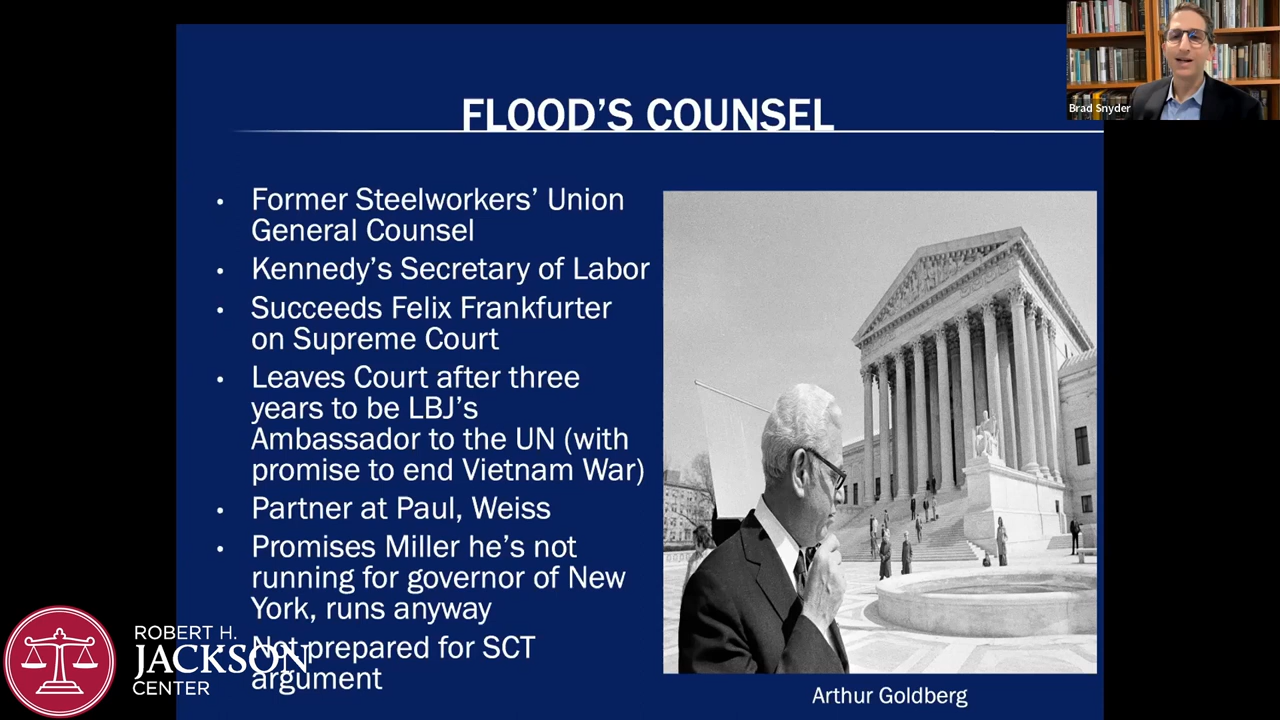 Brad Snyder
FLOOD'S COUNSEL
• Former Steelworkers' Union
General Counsel
• Kennedy's Secretary of Labor
• Succeeds Felix Frankfurter
on Supreme Court
• Leaves Court after three
years to be LBJ's
Ambassador to the UN (with
promise to end Vietnam War)
• Partner at Paul, Weiss
• Promises Miller he's not
running for governor of New
York, runs anyway
Not prepared for SCT
argument
Arthur Goldberg
ROBERT H.
JACKSON
CENTER